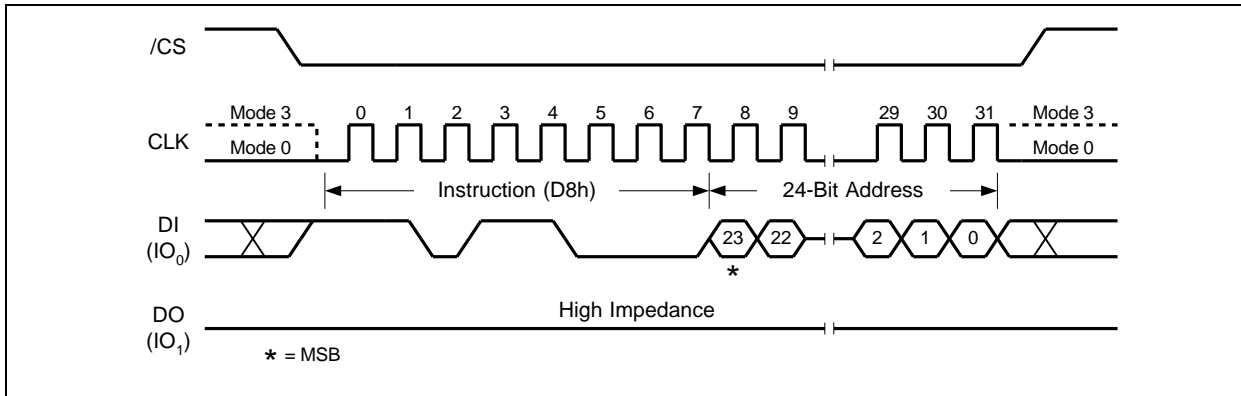 /CS
Mode 3 0 1 2 3 4 5 6 7 8 9 29 30 31 Mode 3
CLK
Mode 0 Mode 0
Instruction (D8h) 24-Bit Address
DI
(IO0) 23 22 2 1 0
*
DO High Impedance
(IO1)
* = MSB